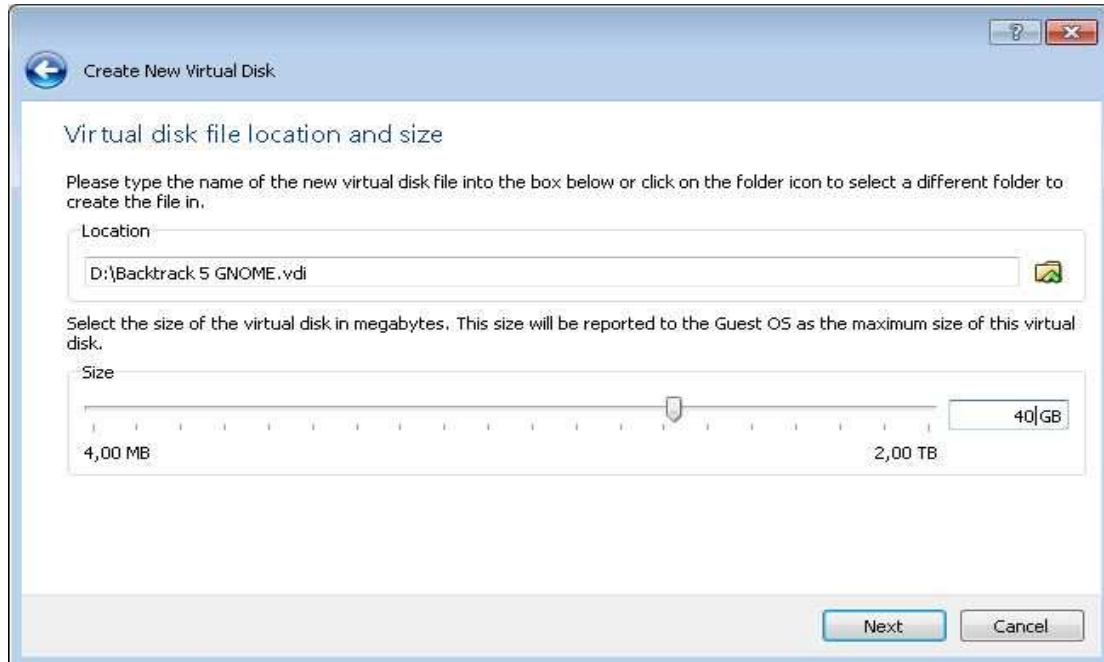 Create New Virtual Disk
Virtual disk file location and size
Please type the name of the new virtual disk file into the box below or click on the folder icon to select a different folder to
create the file in.
Location
D:\Backtrack 5 GNOME.vdi
Select the size of the virtual disk in megabytes. This size will be reported to the Guest OS as the maximum size of this virtual
disk.
Size
40 GB
4,00 MB 2,00 TB
Next Cancel